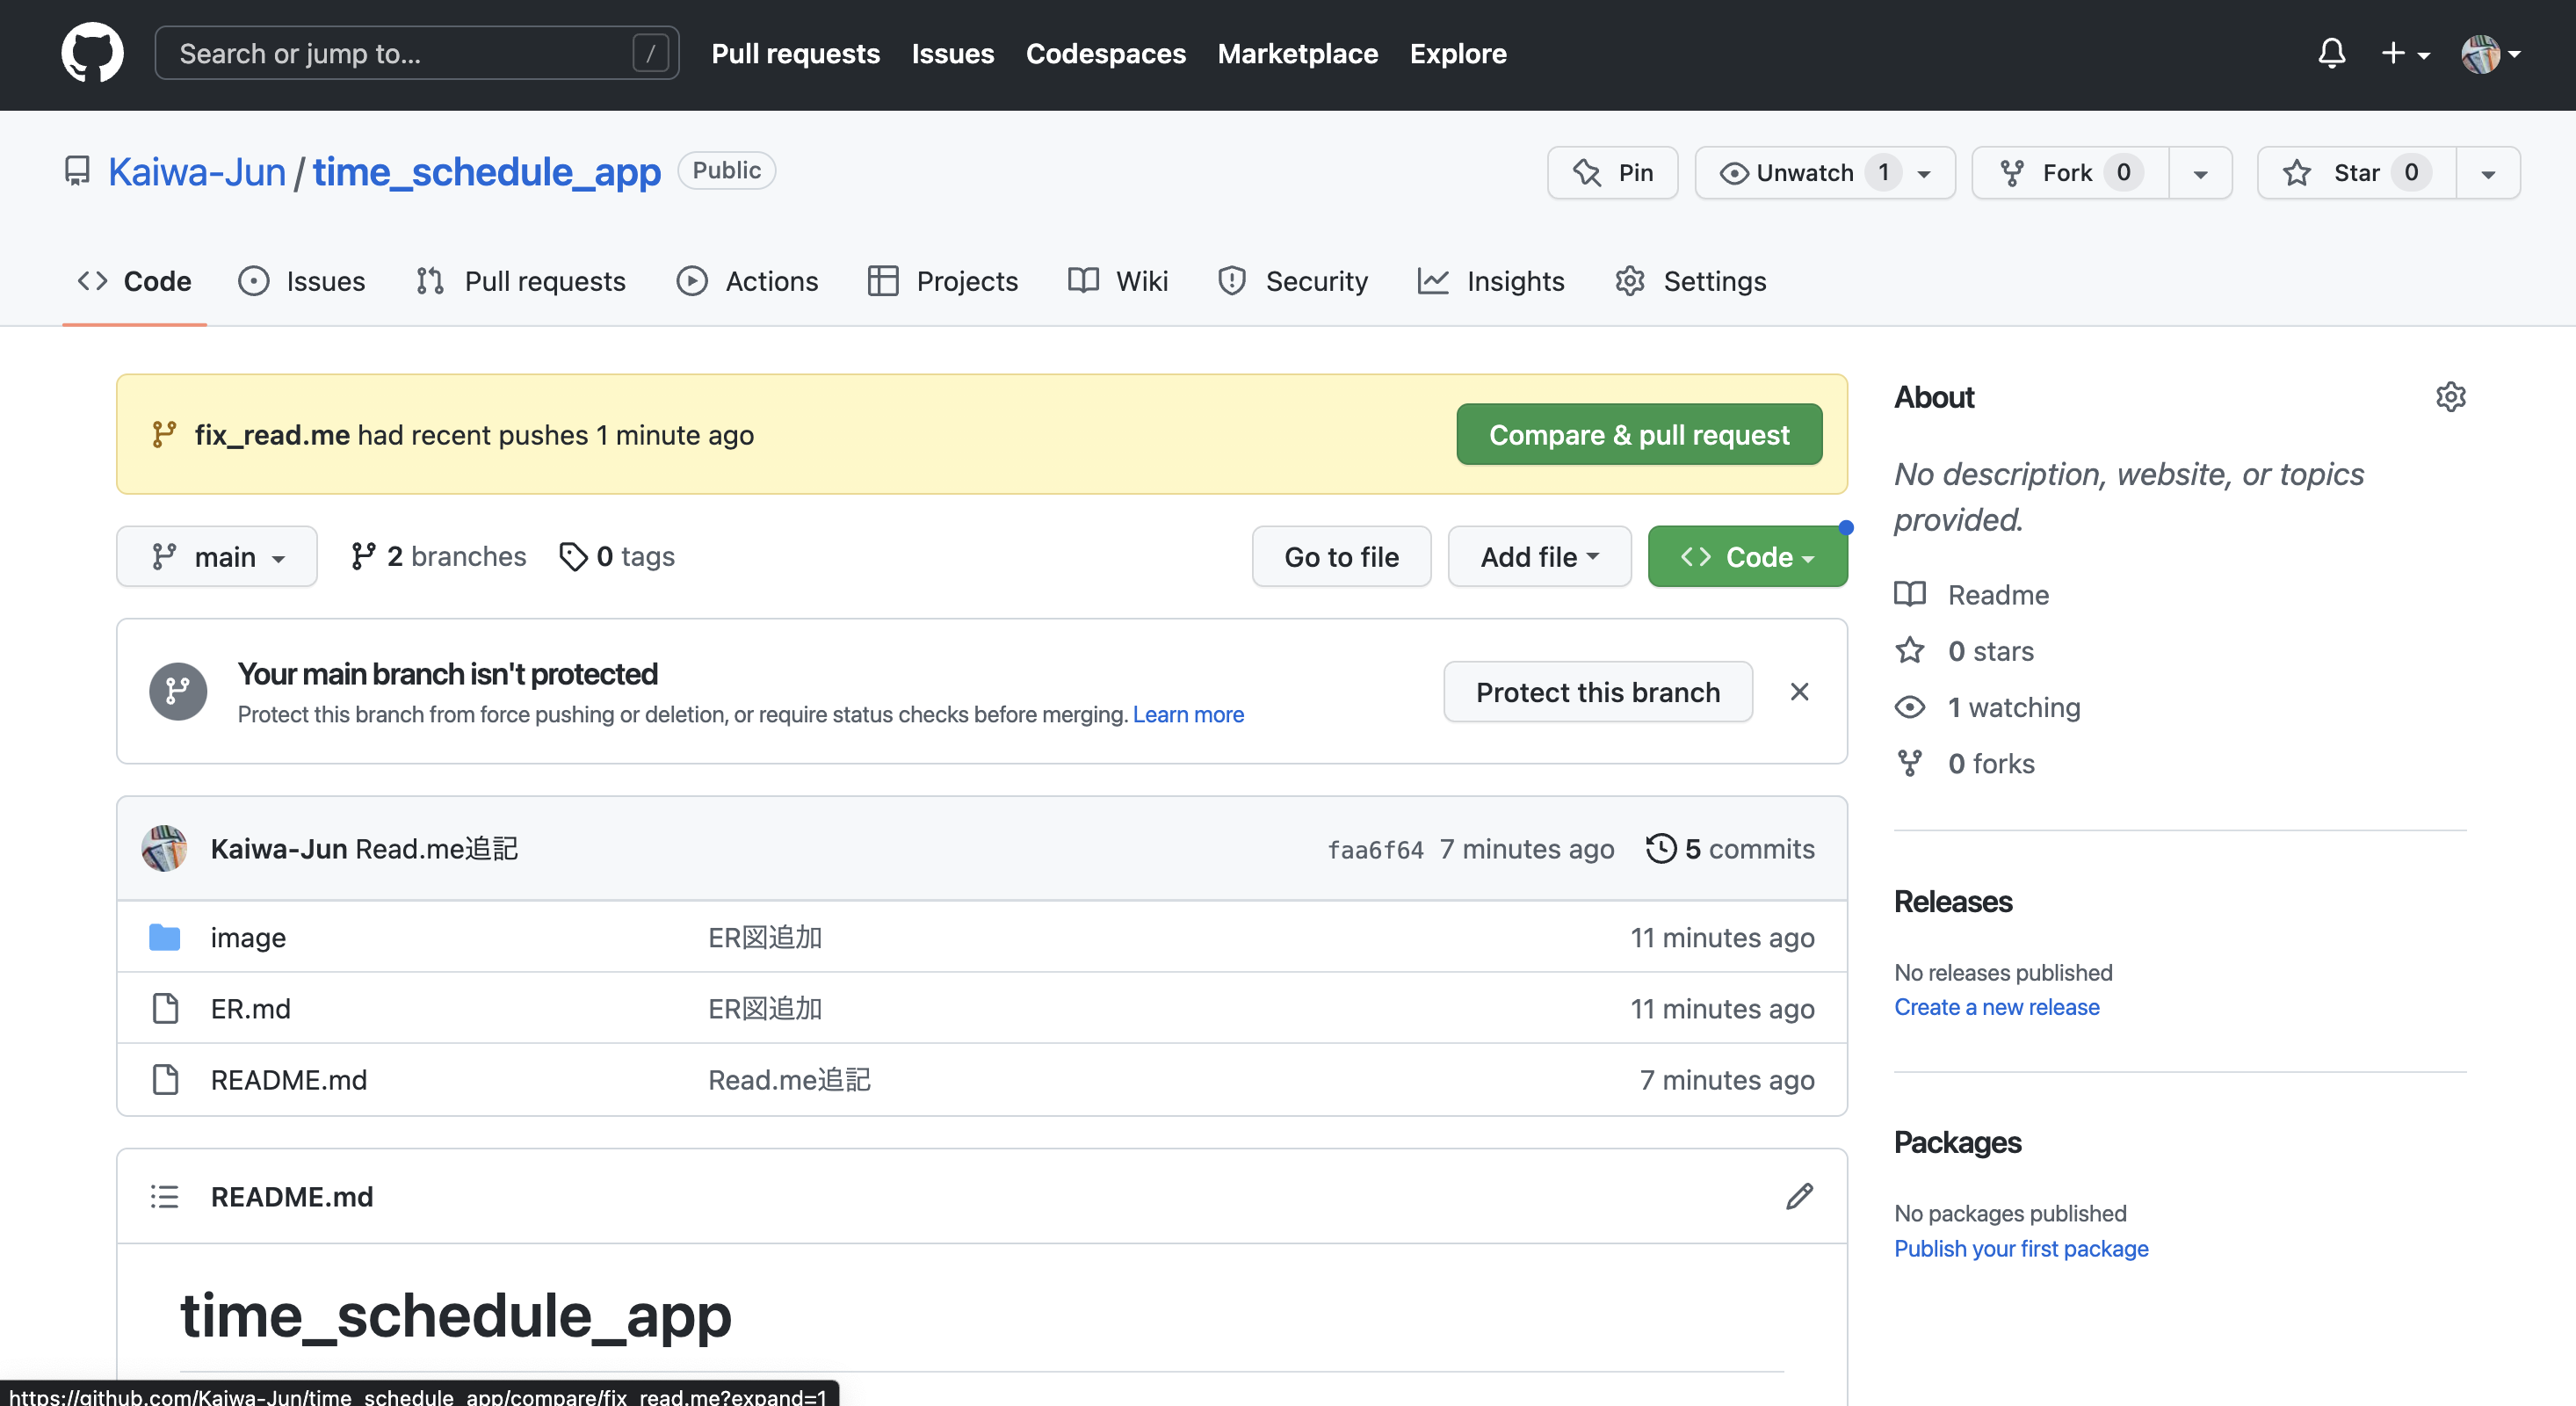 Search or jump to... /
Pull requests Issues Codespaces Marketplace Explore
Kaiwa-Jun / time_schedule_app Public
Pin Unwatch 1 Fork 0 Star 0
Code Issues Pull requests Actions Projects Wiki Security Insights Settings
fix_read.me had recent pushes 1 minute ago
Compare & pull request
main 2 branches 0 tags
Go to file Add file Code
Your main branch isn't protected
Protect this branch from force pushing or deletion, or require status checks before merging. Learn more
Protect this branch
Kaiwa-Jun Read.me追記 faa6f64 7 minutes ago 5 commits
image ER図追加 11 minutes ago
ER.md ER図追加 11 minutes ago
README.md Read.me追記 7 minutes ago
README.md
time_schedule_app
About
No description, website, or topics
provided.
Readme
0 stars
1 watching
0 forks
Releases
No releases published
Create a new release
Packages
No packages published
Publish your first package
https://github.com/Kaiwa-Jun/time_schedule_app/compare/fix_read.me?expand=1